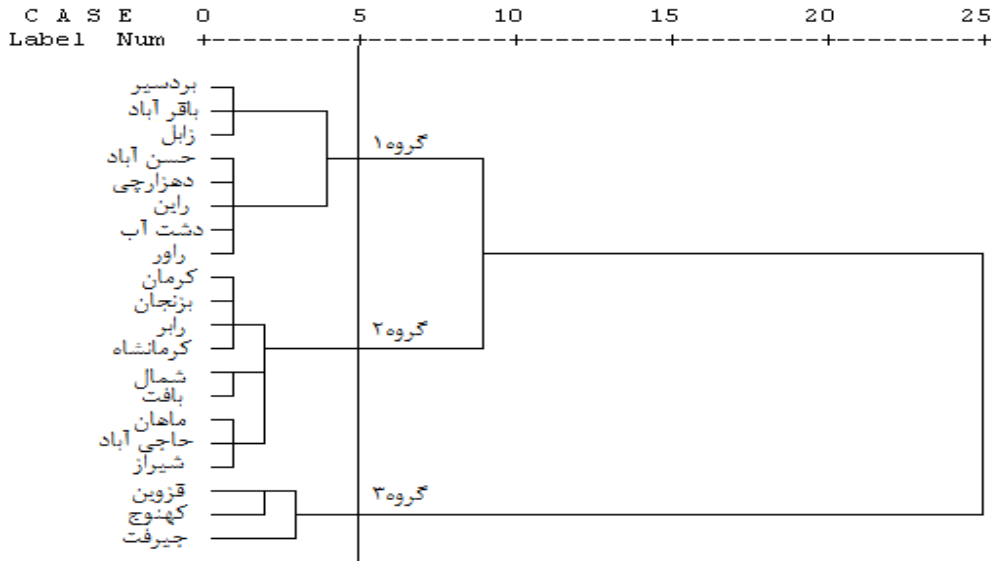 C A S E 0 5 10 15 20 25
Label Num +---------+---------+---------+---------+---------+
بردسیر
باقر آباد
زابل
گروه۱
حسن آباد
دهزارچی
راین
دشت آب
راور
کرمان
بزنجان
رابر
گروه۲
کرمانشاه
شمال
بافت
ماهان
حاجی آباد
شیراز
قزوین
گروه۳
کهنوج
جیرفت